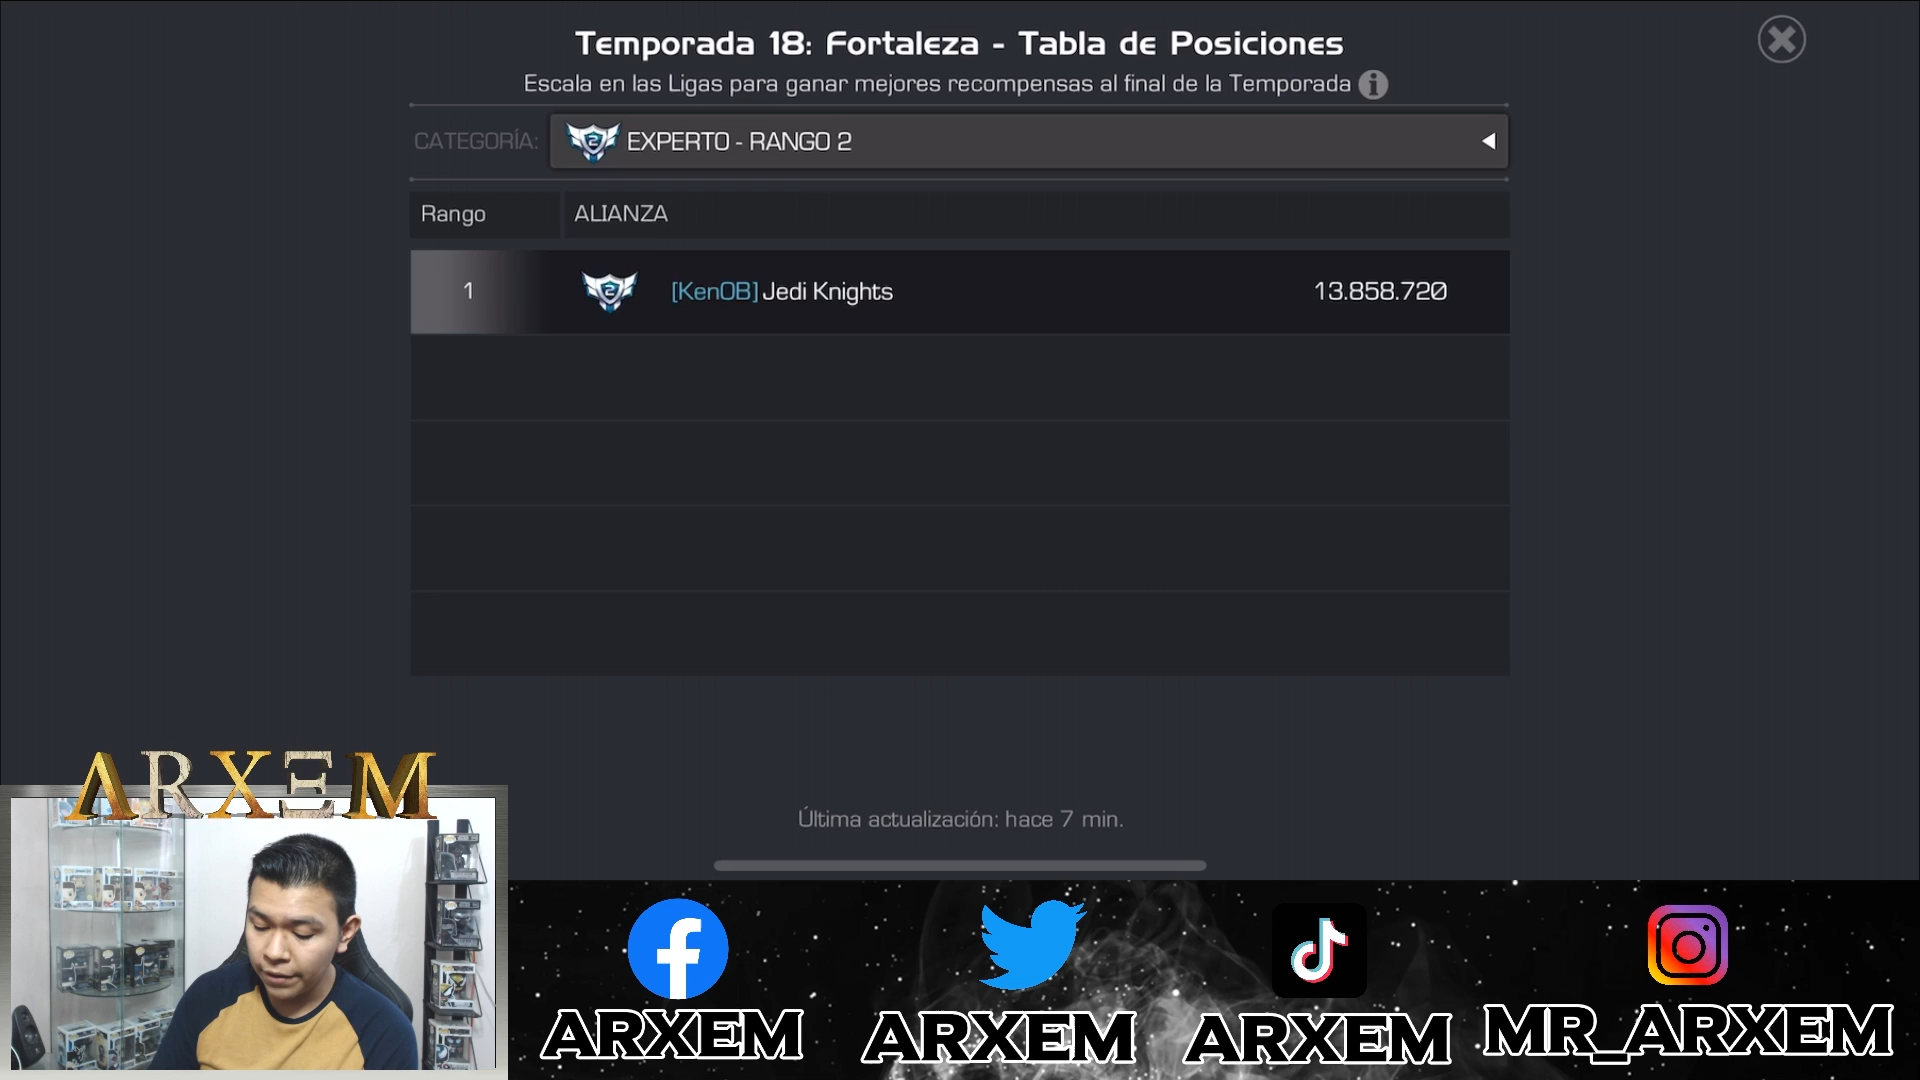 Temporada 18: Fortaleza - Tabla de Posiciones
Escala en las Ligas para ganar mejores recompensas al final de la Temporada i
CATEGORÍA: 2 EXPERTO - RANGO 2
Rango ALIANZA
1 2 [KenOB] Jedi Knights 13.858.720
Última actualización: hace 7 min.
ARXEM
ARXEM ARXEM ARXEM MR_ARXEM